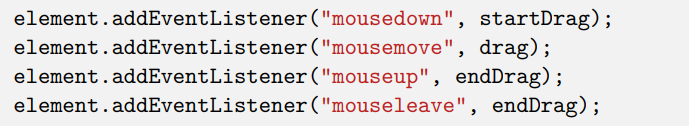 element.addEventListener("mousedown", startDrag);
element.addEventListener("mousemove", drag);
element.addEventListener("mouseup", endDrag);
element.addEventListener("mouseleave", endDrag);